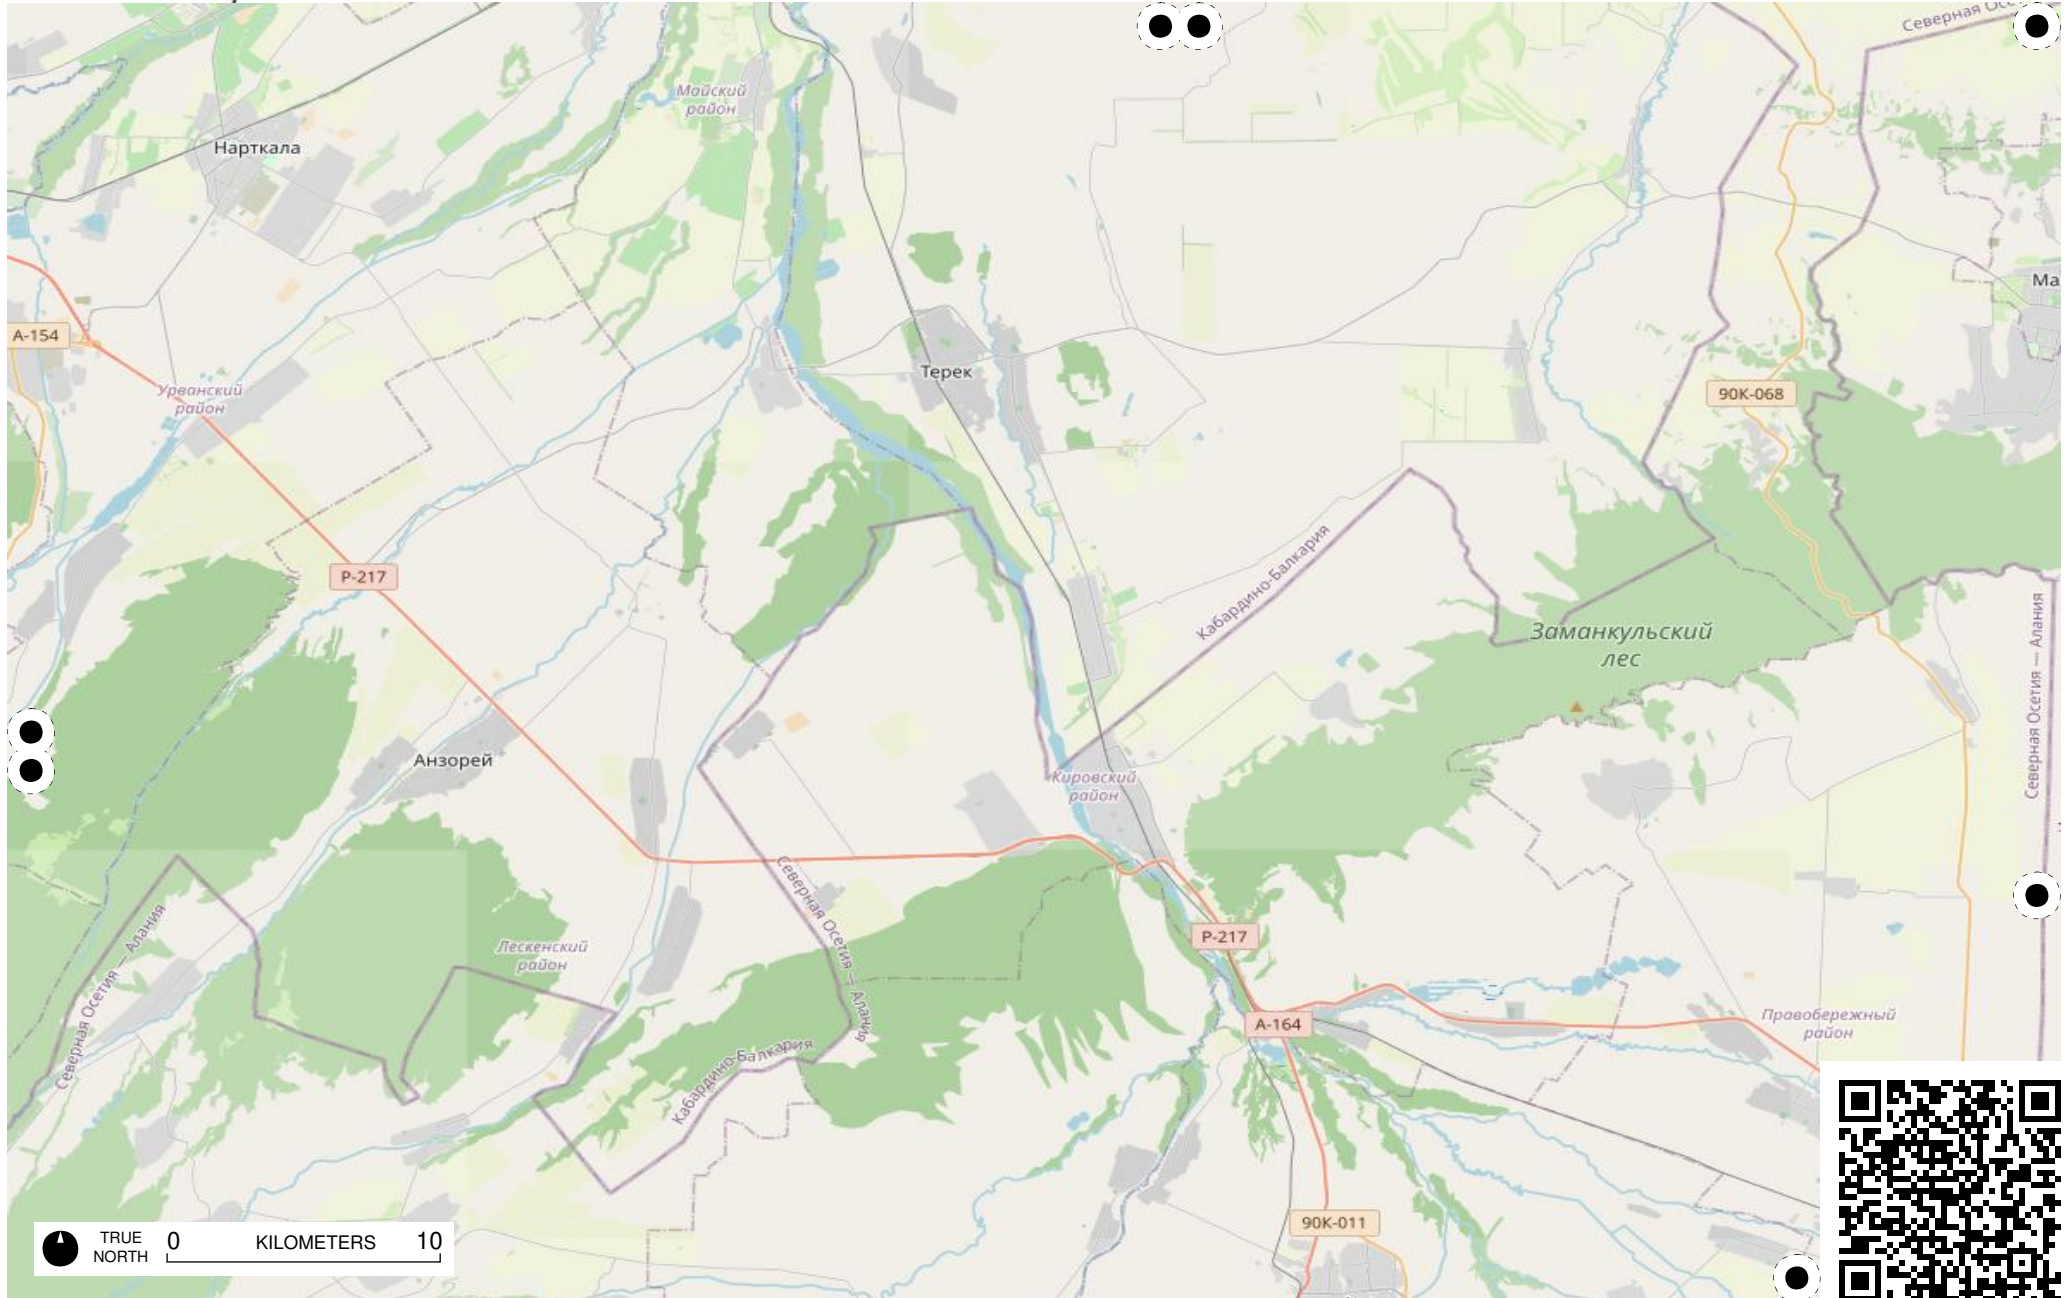 Северная Осе
Майский
район
Нарткала
Ма
А-154
Терек
Урванский
район
90К-068
Кабардино-Балкария
Р-217
Заманкульский
лес
Северная Осетия — Алания
Анзорей
Кировский
район
Северная Осетия — Алания
Северная Осетия — Алания
Р-217
Лескенский
район
А-164
Правобережный
район
Кабардино-Балкария
90К-011
TRUE
NORTH
0 KILOMETERS 10